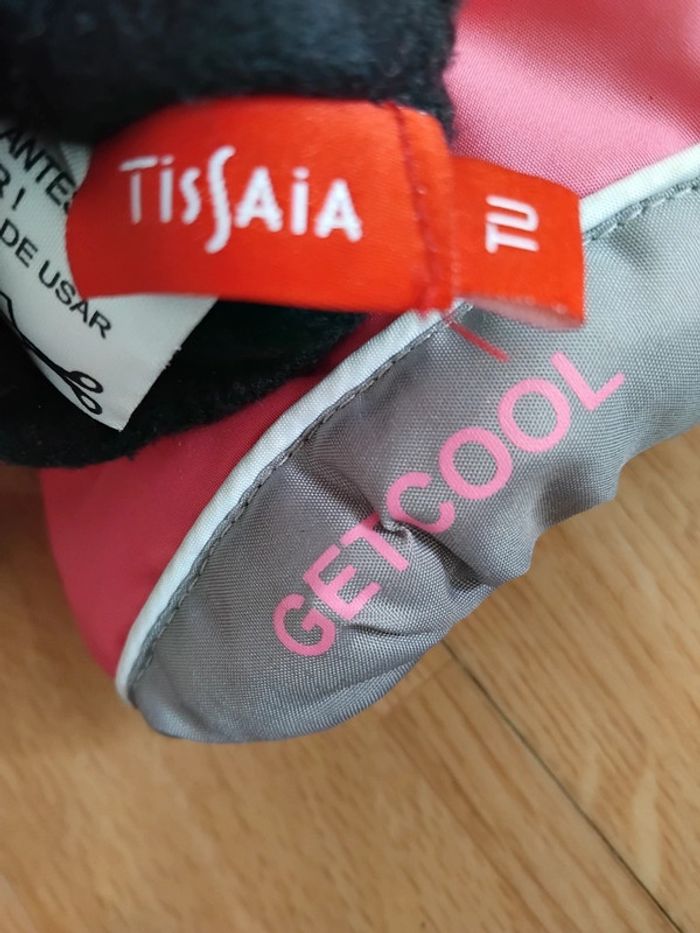 TISSAIA
TU
ANTES
R !
DE USAR
GETCOOL